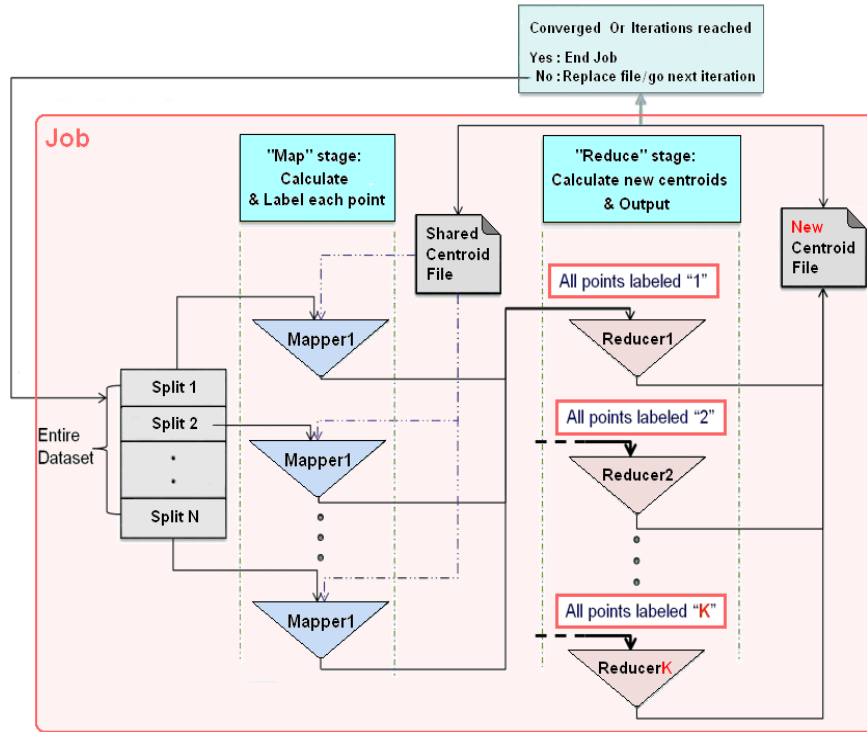 Converged Or Iterations reached
Yes : End Job
No : Replace file/go next iteration
Job
"Map" stage:
Calculate
& Label each point
"Reduce" stage:
Calculate new centroids
& Output
Shared
Centroid
File
New
Centroid
File
All points labeled “1”
Mapper1
Reducer1
Split 1
Split 2
Split N
Entire
Dataset
Mapper1
All points labeled “2”
Reducer2
Mapper1
All points labeled “K”
ReducerK